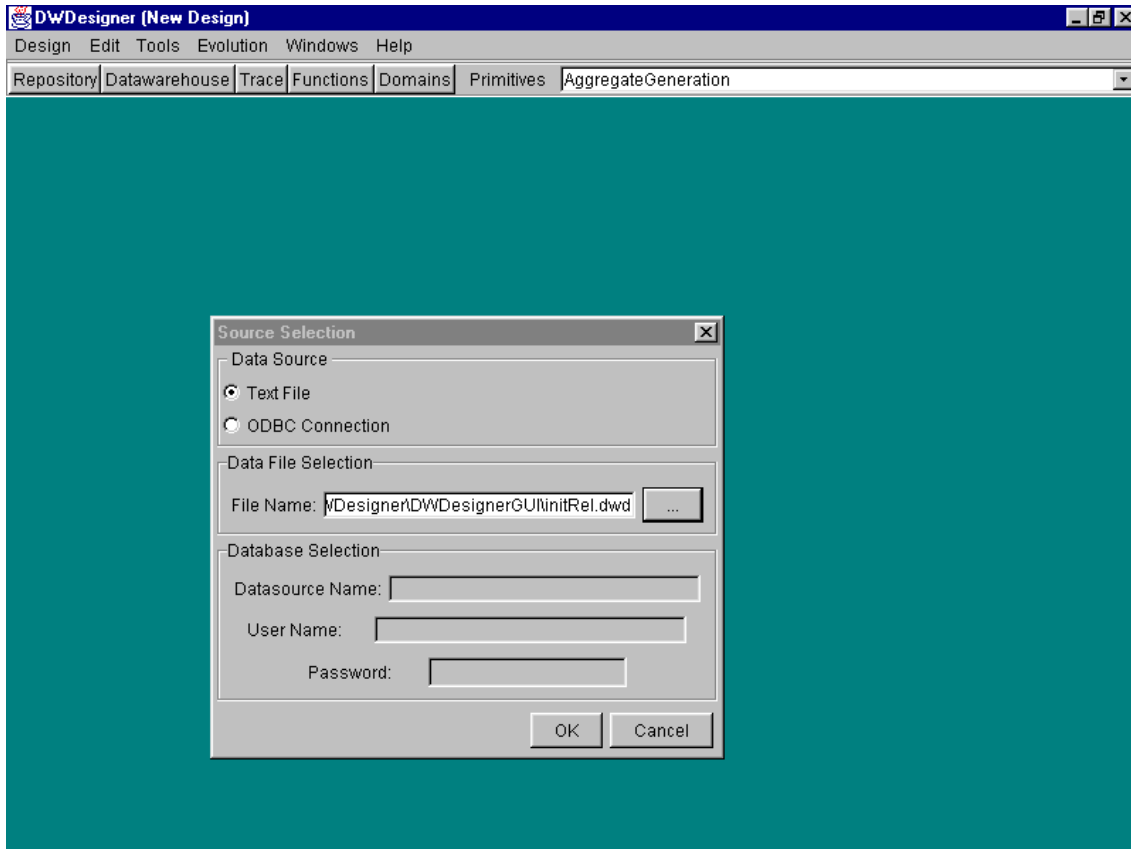 DWDesigner (New Design)
Design Edit Tools Evolution Windows Help
Repository Datawarehouse Trace Functions Domains Primitives AggregateGeneration
Source Selection
Data Source
Text File
ODBC Connection
Data File Selection
File Name: VDesigner\DWDesignerGUI\initRel.dwd ...
Database Selection
Datasource Name:
User Name:
Password:
OK Cancel